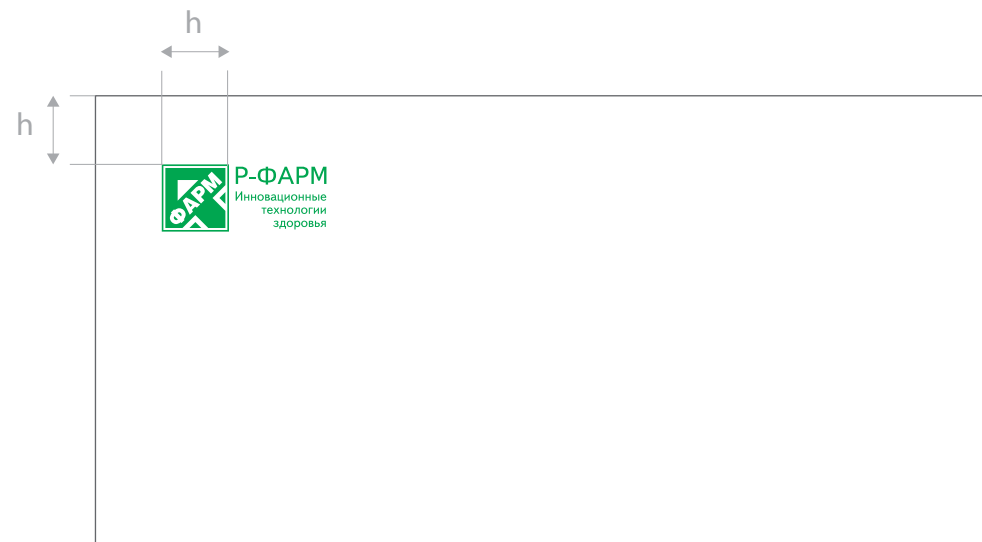 h
h
ФАРМ
Р-ФАРМ
Инновационные
технологии
здоровья